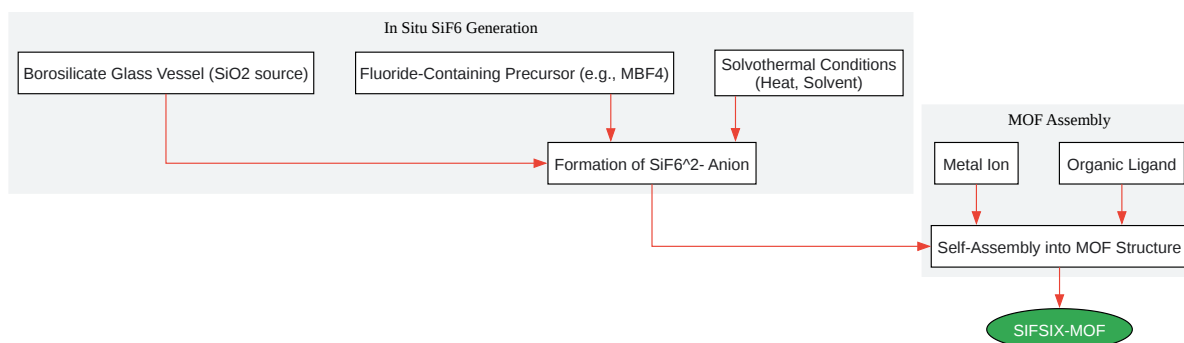 In Situ SiF6 Generation
Borosilicate Glass Vessel (SiO2 source)
Fluoride-Containing Precursor (e.g., MBF4)
Solvothermal Conditions
(Heat, Solvent)
Formation of SiF6^2- Anion
MOF Assembly
Metal Ion
Organic Ligand
Self-Assembly into MOF Structure
SIFSIX-MOF